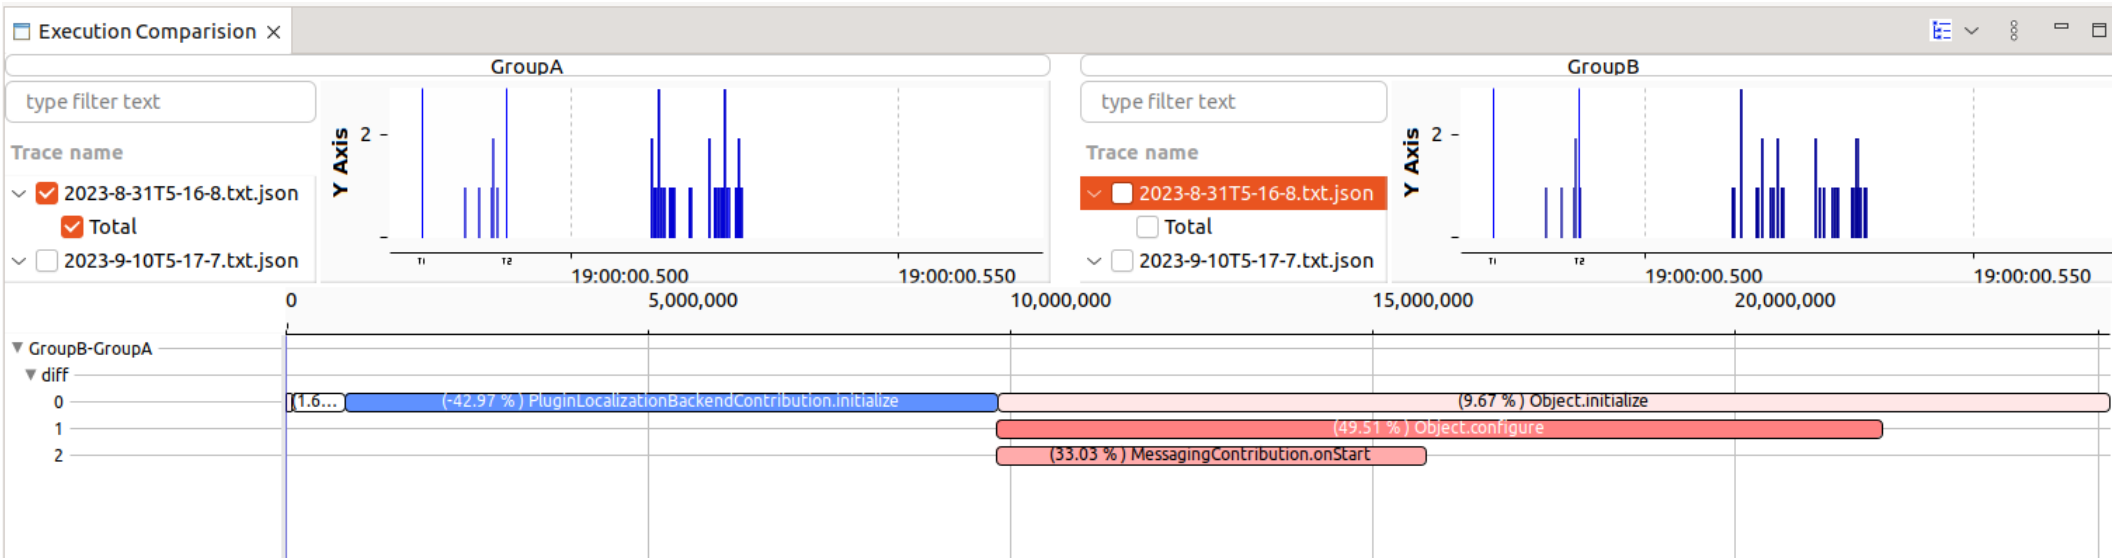 Execution Comparision
GroupA
GroupB
type filter text
Trace name
2023-8-31T5-16-8.txt.json
Total
2023-9-10T5-17-7.txt.json
Y Axis
2
T1
T2
19:00:00.500
19:00:00.550
type filter text
Trace name
2023-8-31T5-16-8.txt.json
Total
2023-9-10T5-17-7.txt.json
Y Axis
2
T1
T2
19:00:00.500
19:00:00.550
0 5,000,000 10,000,000 15,000,000 20,000,000
GroupB-GroupA
diff
0 (1.6... (-42.97 % ) PluginLocalizationBackendContribution.initialize (9.67 % ) Object.initialize
1 (49.51 % ) Object.configure
2 (33.03 % ) MessagingContribution.onStart